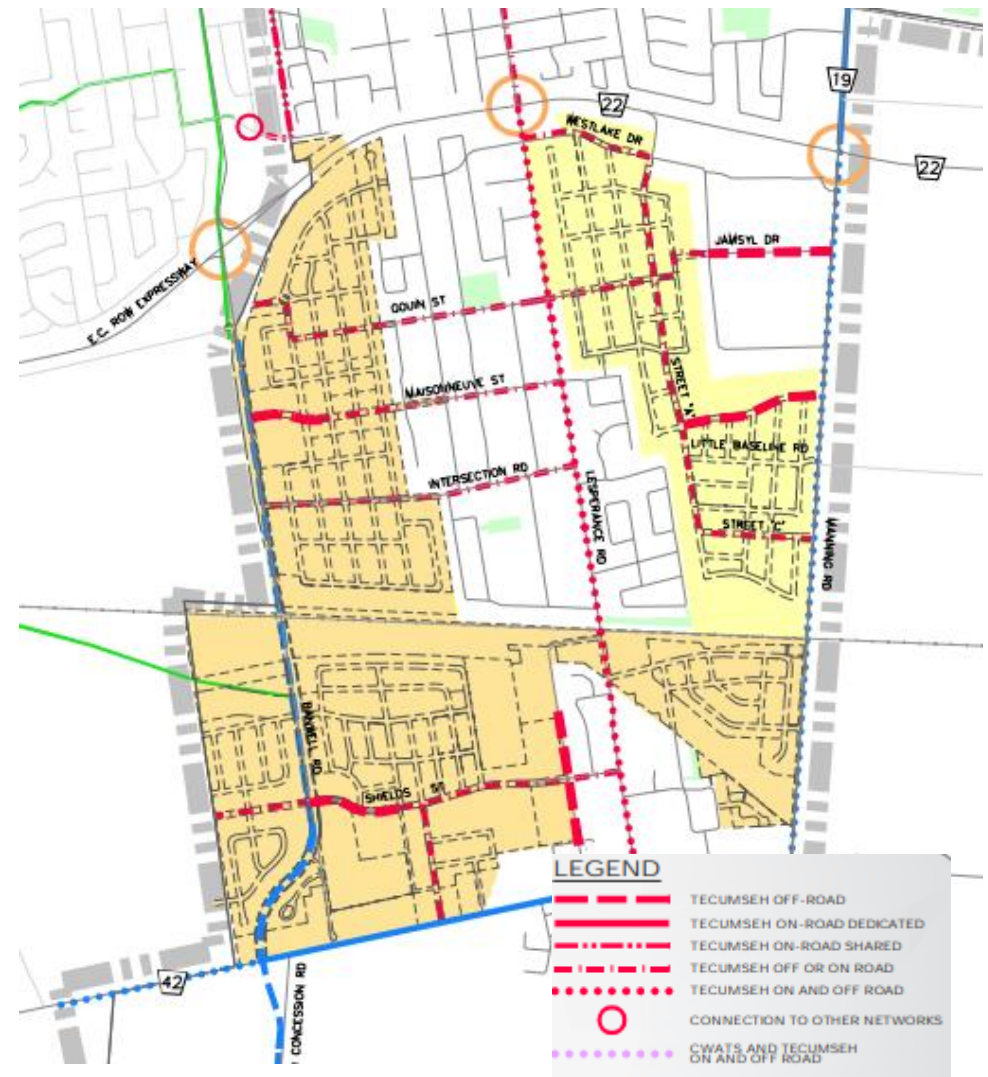 19
22
WESTLAKE DR
22
JAMSYL DR
E.C. ROW EXPRESSWAY
GOUIN ST
MAISONNEUVE ST
STREET "A"
LITTLE BASELINE RD
INTERSECTION RD
LESPERANCE RD
STREET "C"
MANNING RD
BANWELL RD
SHIELDS ST
42
CONCESSION RD
LEGEND
TECUMSEH OFF-ROAD
TECUMSEH ON-ROAD DEDICATED
TECUMSEH ON-ROAD SHARED
TECUMSEH OFF OR ON ROAD
TECUMSEH ON AND OFF ROAD
CONNECTION TO OTHER NETWORKS
CWATS AND TECUMSEH
ON AND OFF ROAD